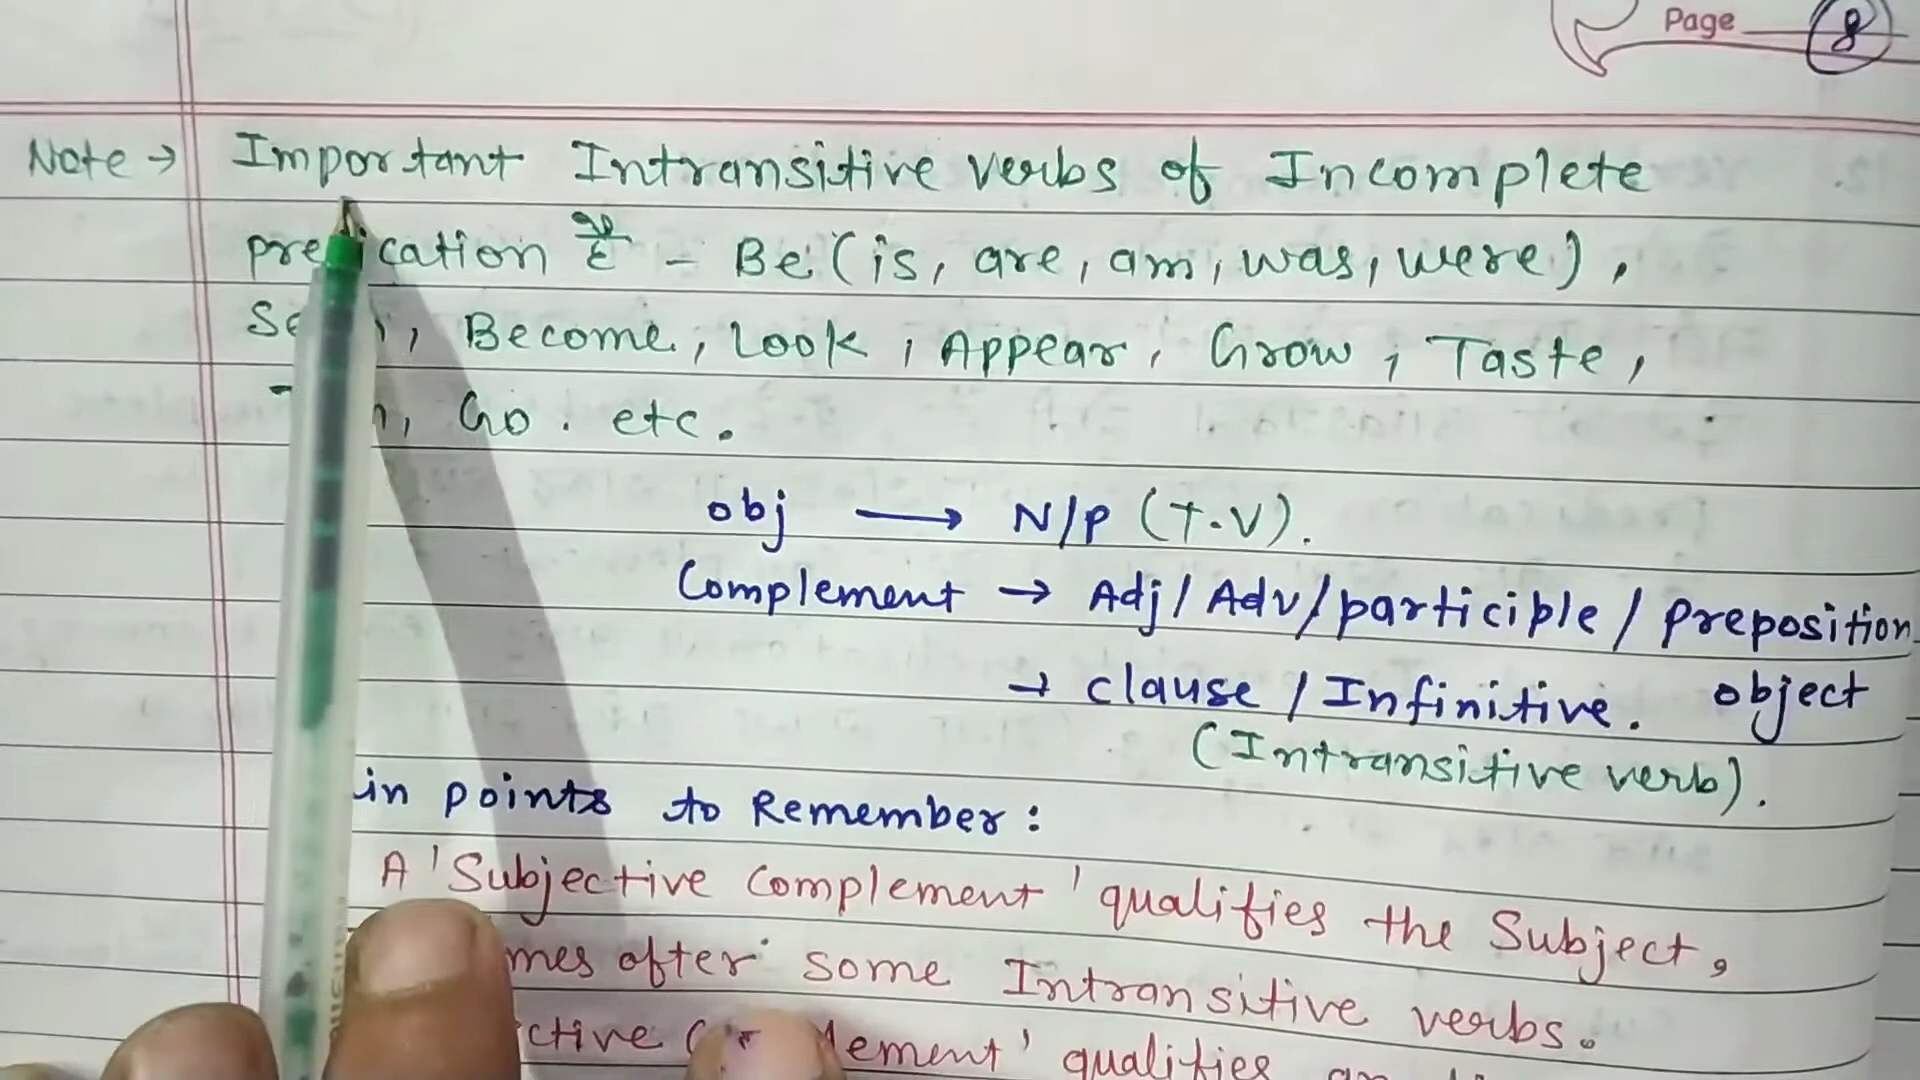 Page 8
Note → Important Intransitive verbs of Incomplete
cation - Be (is, are, am, was, were),
Become, Look, Appear, Grow, Taste,
Go. etc.
obj → N/P (T.V).
Complement → Adj/Adv/participle/preposition
→ clause / Infinitive. object
(Intransitive verb).
in points to Remember:
A 'Subjective Complement' qualifies the Subject,
mes after some Intransitive verbs.
ctive lement' qualifies an